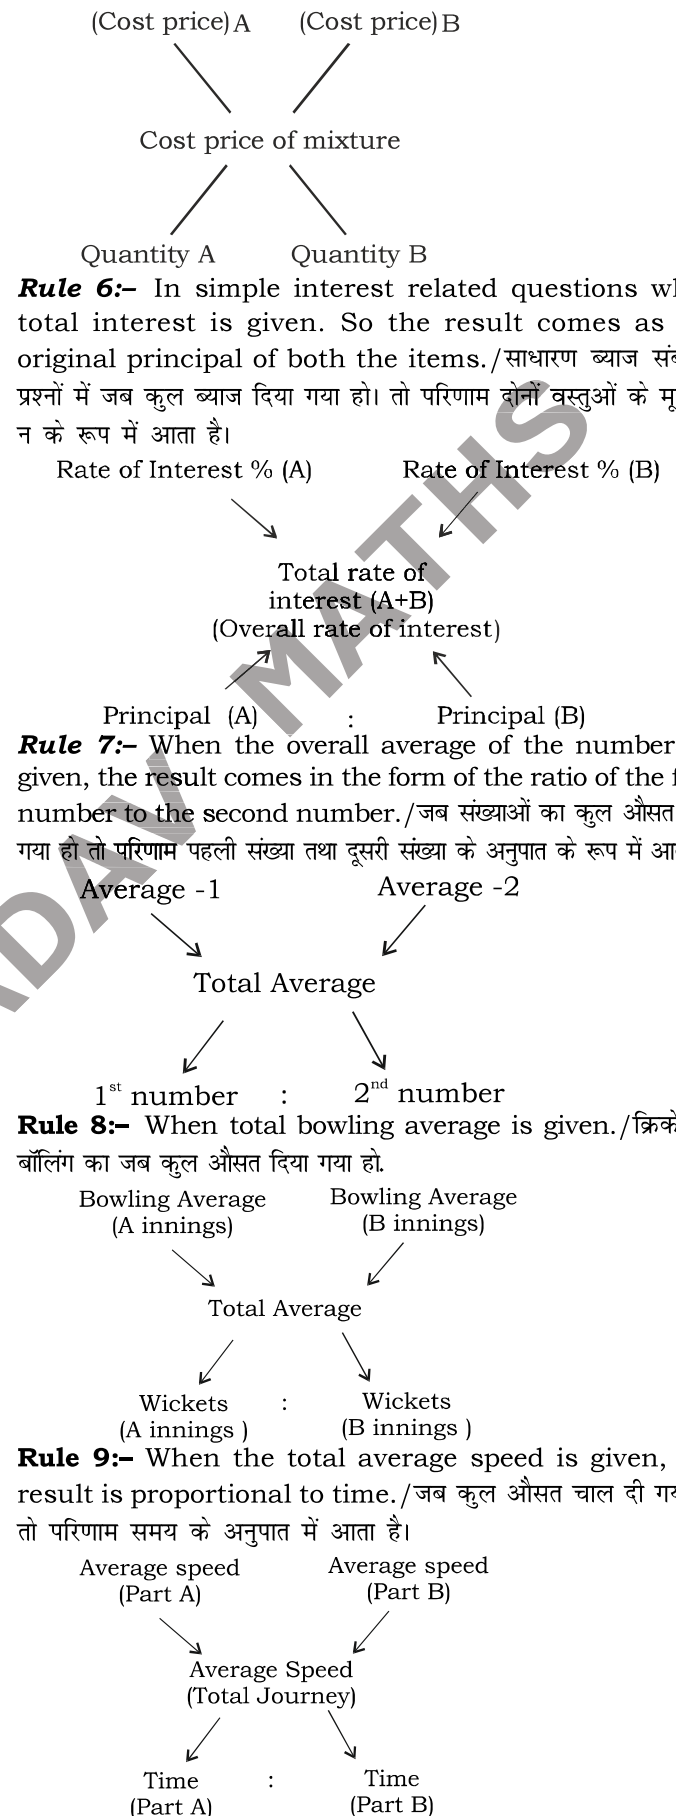 (Cost price) A (Cost price) B
Cost price of mixture
Quantity A Quantity B
Rule 6:– In simple interest related questions
total interest is given. So the result comes as
original principal of both the items./साधारण ब्याज
प्रश्नों में जब कुल ब्याज दिया गया हो। तो परिणाम दोनों वस्तुओं के
न के रूप में आता है।
Rate of Interest % (A) Rate of Interest % (B)
Total rate of
interest (A+B)
(Overall rate of interest)
Principal (A) : Principal (B)
Rule 7:– When the overall average of the number
given, the result comes in the form of the ratio of the
number to the second number./जब संख्याओं का कुल औसत
गया हो तो परिणाम पहली संख्या तथा दूसरी संख्या के अनुपात के रूप में
Average -1 Average -2
Total Average
1st number : 2nd number
Rule 8:– When total bowling average is given./
बॉलिंग का जब कुल औसत दिया गया हो.
Bowling Average Bowling Average
(A innings) (B innings)
Total Average
Wickets : Wickets
(A innings ) (B innings )
Rule 9:– When the total average speed is given,
result is proportional to time./जब कुल औसत चाल दी
तो परिणाम समय के अनुपात में आता है।
Average speed Average speed
(Part A) (Part B)
Average Speed
(Total Journey)
Time : Time
(Part A) (Part B)
MATHS